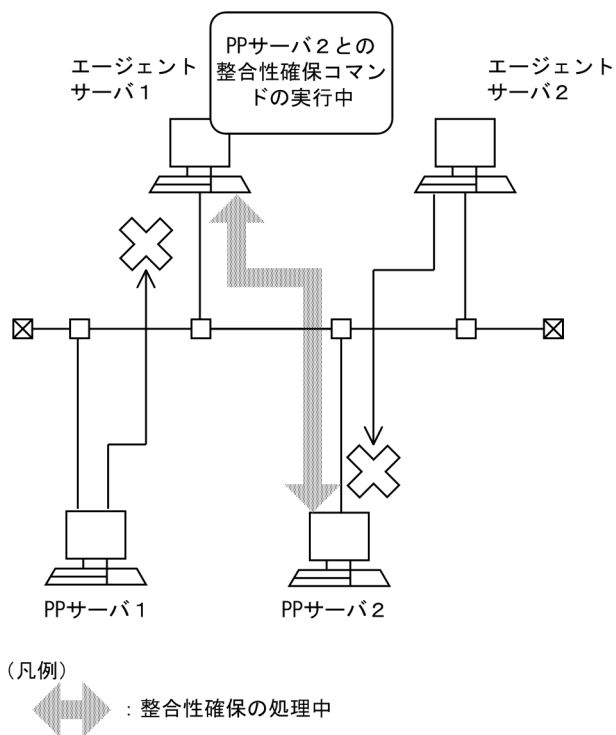 PPサーバ2との
整合性確保コマン
ドの実行中
エージェント
サーバ1
エージェント
サーバ2
PPサーバ1
PPサーバ2
(凡例)
：整合性確保の処理中